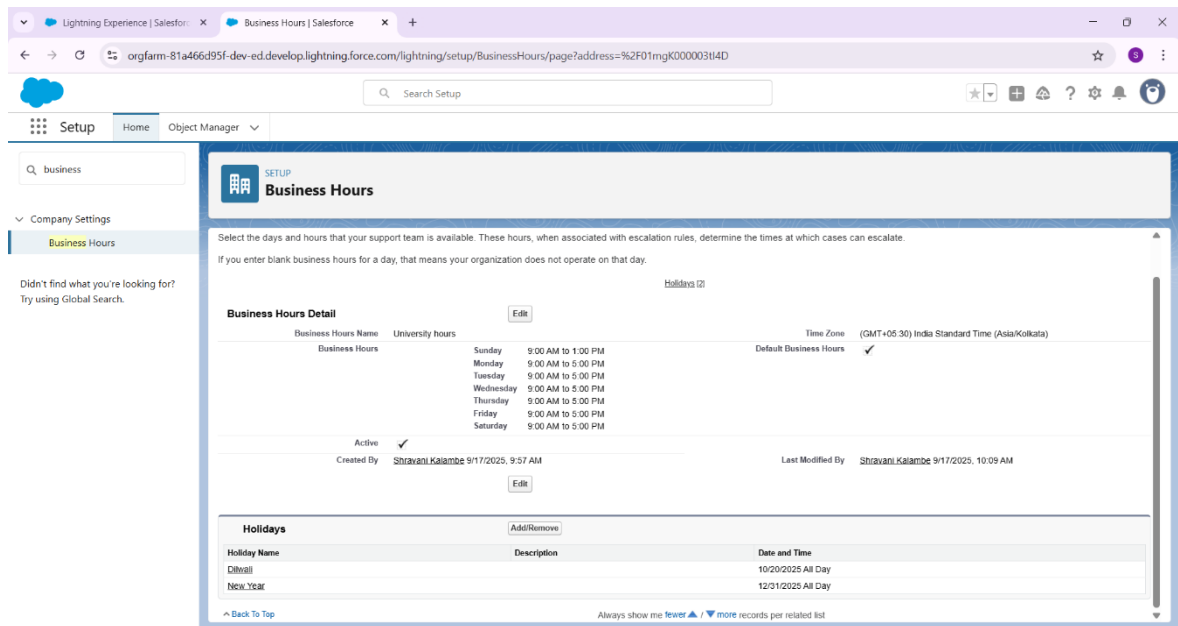 Lightning Experience | Salesforc
Business Hours | Salesforce
orgfarm-81a466d95f-dev-ed.develop.lightning.force.com/lightning/setup/BusinessHours/page?address=%2F01mgK000003tI4D
S
Search Setup
Setup
Home
Object Manager
business
Company Settings
Business Hours
Didn't find what you're looking for?
Try using Global Search.
SETUP
Business Hours
Select the days and hours that your support team is available. These hours, when associated with escalation rules, determine the times at which cases can escalate.
If you enter blank business hours for a day, that means your organization does not operate on that day.
Holidays [2]
Business Hours Detail Edit
Business Hours Name University hours Time Zone (GMT+05:30) India Standard Time (Asia/Kolkata)
Business Hours Sunday 9:00 AM to 1:00 PM Default Business Hours ✓
Monday 9:00 AM to 5:00 PM
Tuesday 9:00 AM to 5:00 PM
Wednesday 9:00 AM to 5:00 PM
Thursday 9:00 AM to 5:00 PM
Friday 9:00 AM to 5:00 PM
Saturday 9:00 AM to 5:00 PM
Active ✓
Created By Shravani Kalambe 9/17/2025, 9:57 AM Last Modified By Shravani Kalambe 9/17/2025, 10:09 AM
Edit
Holidays Add/Remove
Holiday Name Description Date and Time
Dilwali 10/20/2025 All Day
New Year 12/31/2025 All Day
^ Back To Top Always show me fewer ▲ / ▼ more records per related list